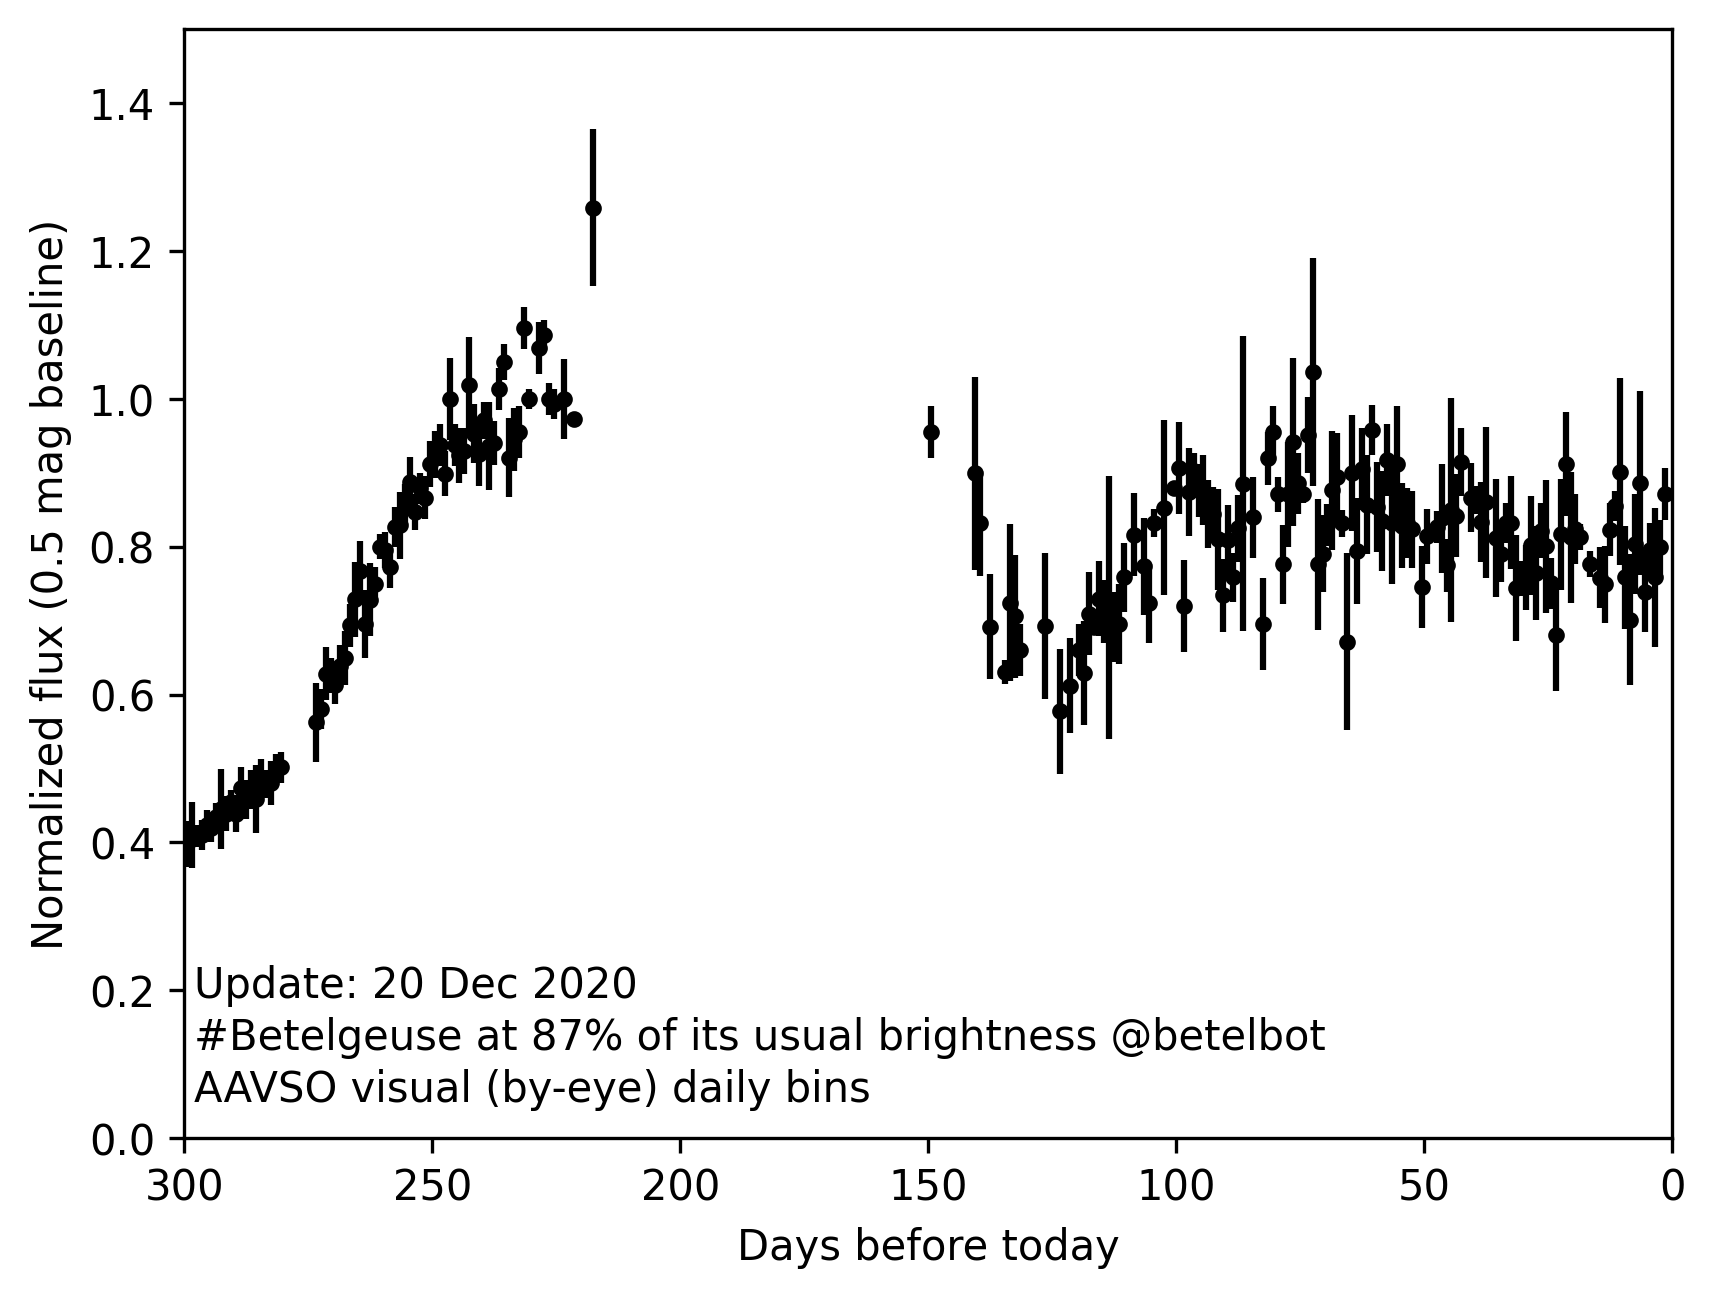 1.4
1.2
1.0
0.8
0.6
0.4
0.2
0.0
Normalized flux (0.5 mag baseline)
Update: 20 Dec 2020
#Betelgeuse at 87% of its usual brightness @betelbot
AAVSO visual (by-eye) daily bins
300 250 200 150 100 50 0
Days before today